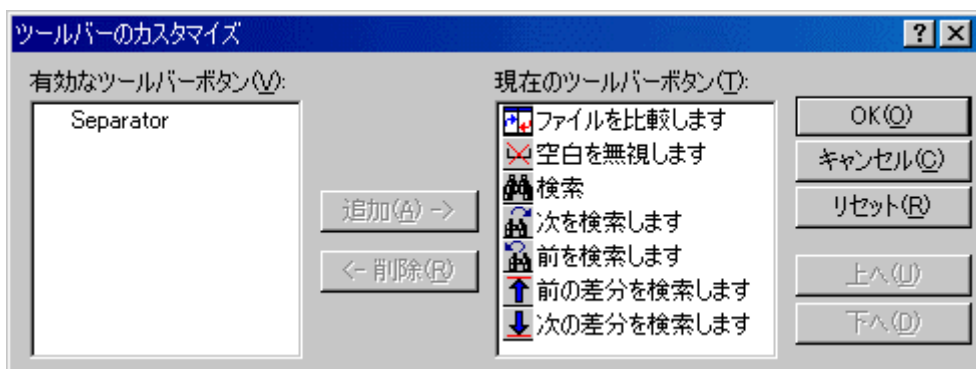 ツールバーのカスタマイズ
有効なツールバーボタン(V):
Separator
追加(A) ->
<- 削除(R)
現在のツールバーボタン(T):
ファイルを比較します
空白を無視します
検索
次を検索します
前を検索します
前の差分を検索します
次の差分を検索します
OK(O)
キャンセル(C)
リセット(R)
上へ(U)
下へ(D)